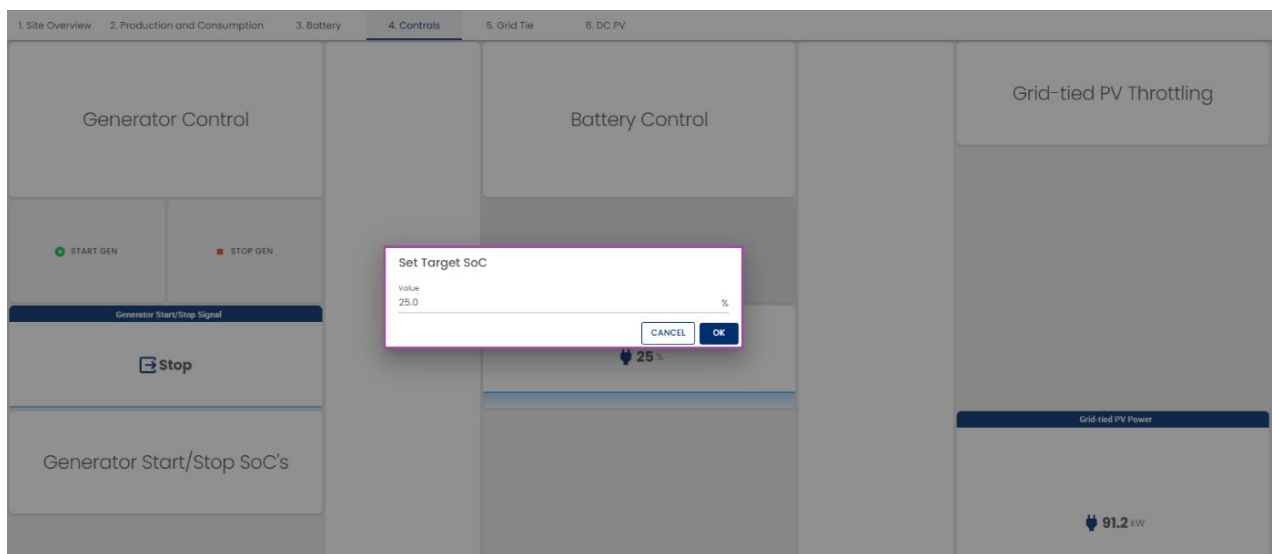 1. Site Overview 2. Production and Consumption 3. Battery 4. Controls 5. Grid Tie 6. DC PV
Generator Control
Battery Control
Grid-tied PV Throttling
START GEN
STOP GEN
Set Target SoC
Value
25.0 %
CANCEL OK
Generator Start/Stop Signal
Stop
25 %
Generator Start/Stop SoC's
Grid-tied PV Power
91.2 kW